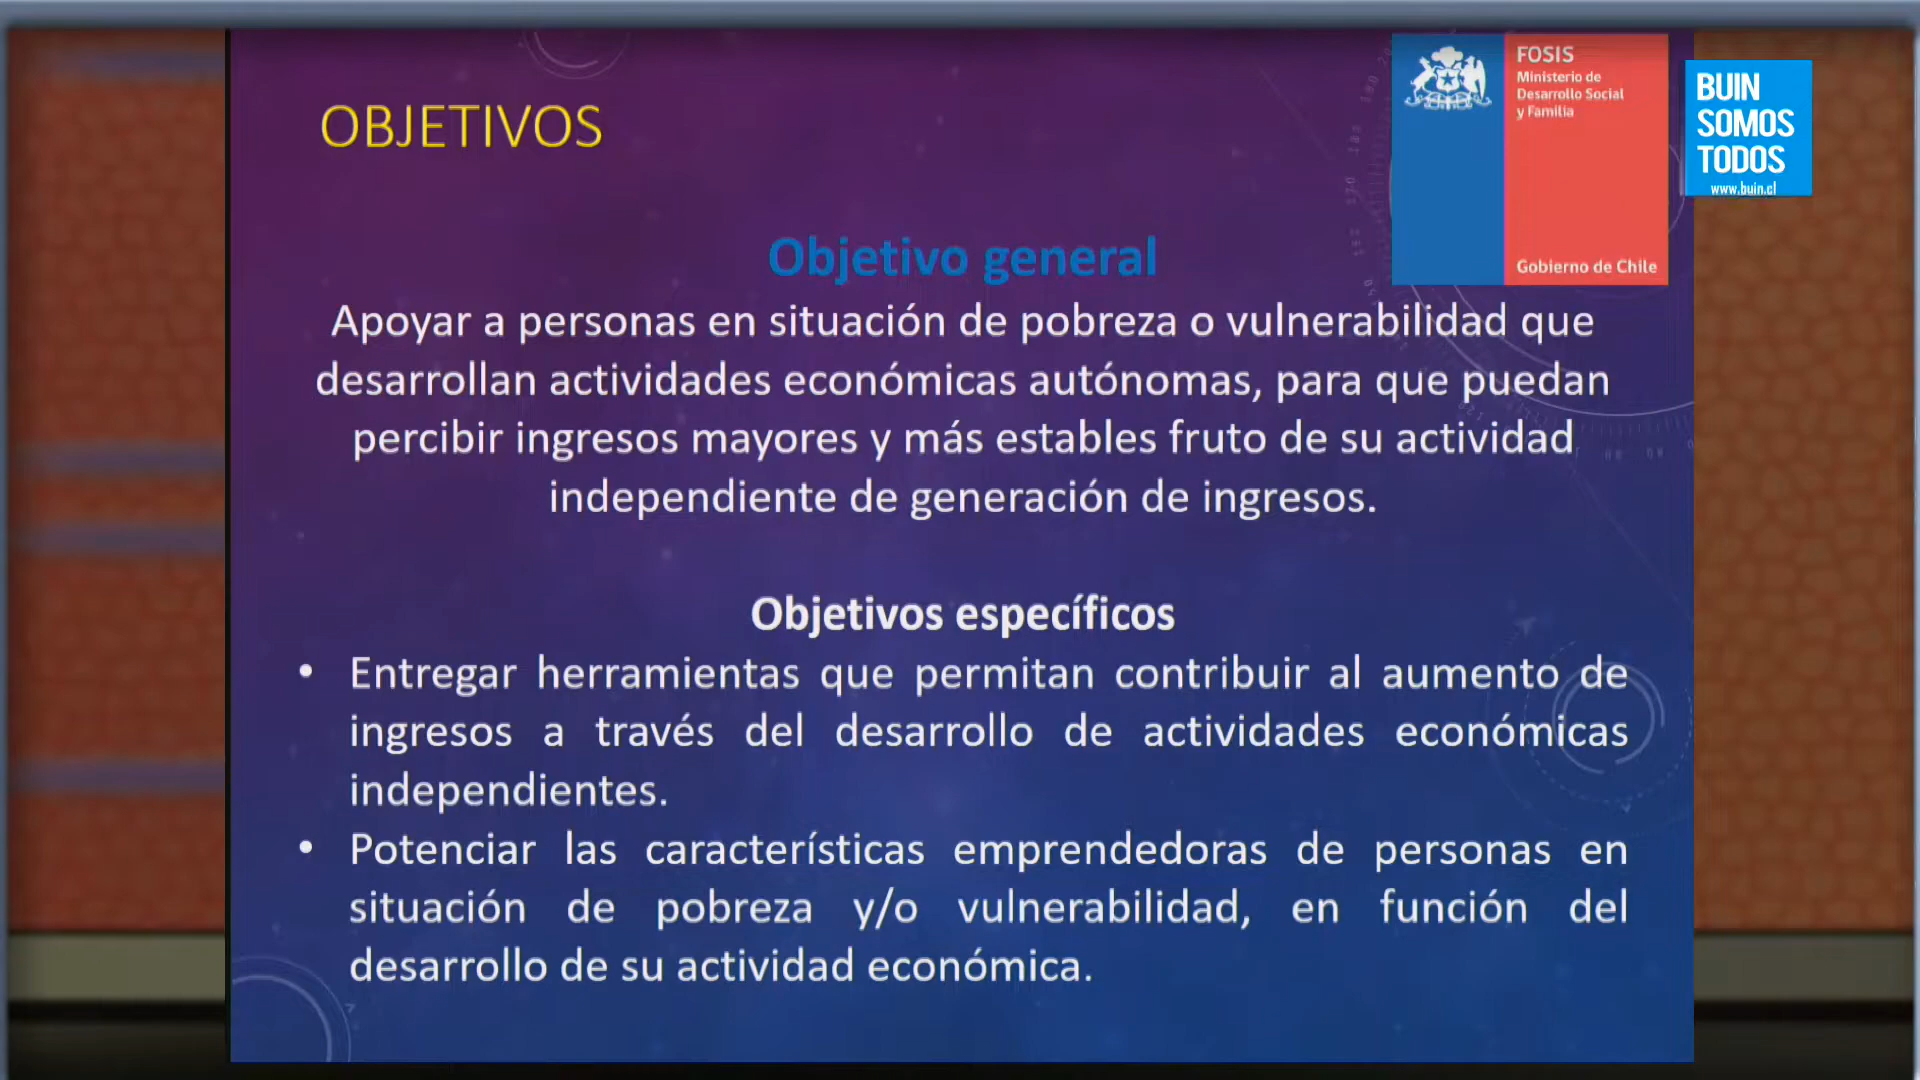 OBJETIVOS
FOSIS
Ministerio de
Desarrollo Social
y Familia
Gobierno de Chile
BUIN
SOMOS
TODOS
www.buin.cl
Objetivo general
Apoyar a personas en situación de pobreza o vulnerabilidad que
desarrollan actividades económicas autónomas, para que puedan
percibir ingresos mayores y más estables fruto de su actividad
independiente de generación de ingresos.
Objetivos específicos
• Entregar herramientas que permitan contribuir al aumento de
ingresos a través del desarrollo de actividades económicas
independientes.
• Potenciar las características emprendedoras de personas en
situación de pobreza y/o vulnerabilidad, en función del
desarrollo de su actividad económica.